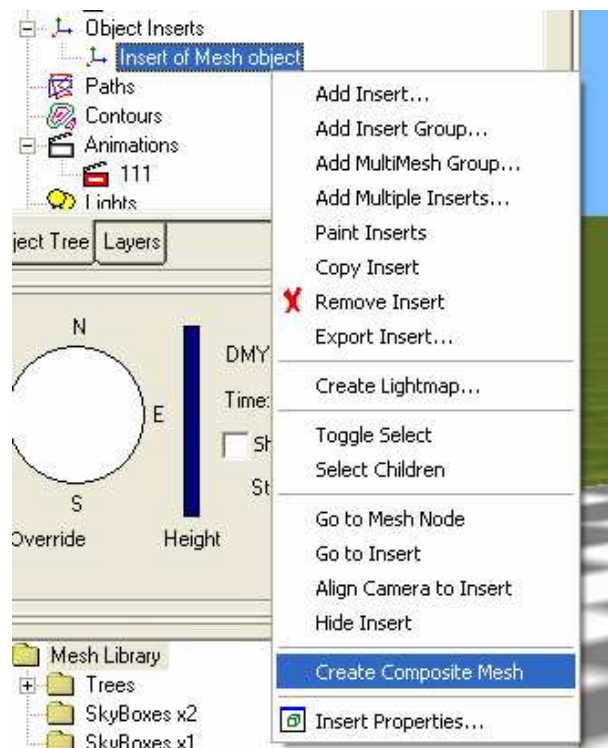 Object Inserts
Insert of Mesh object
Paths
Contours
Animations
111
Lights
ject Tree
Layers
N
E
S
Override
Height
DMY
Time:
Sh
St
Mesh Library
Trees
SkyBoxes x2
SkyBoxes x1
Add Insert...
Add Insert Group...
Add MultiMesh Group...
Add Multiple Inserts...
Paint Inserts
Copy Insert
Remove Insert
Export Insert...
Create Lightmap...
Toggle Select
Select Children
Go to Mesh Node
Go to Insert
Align Camera to Insert
Hide Insert
Create Composite Mesh
Insert Properties...